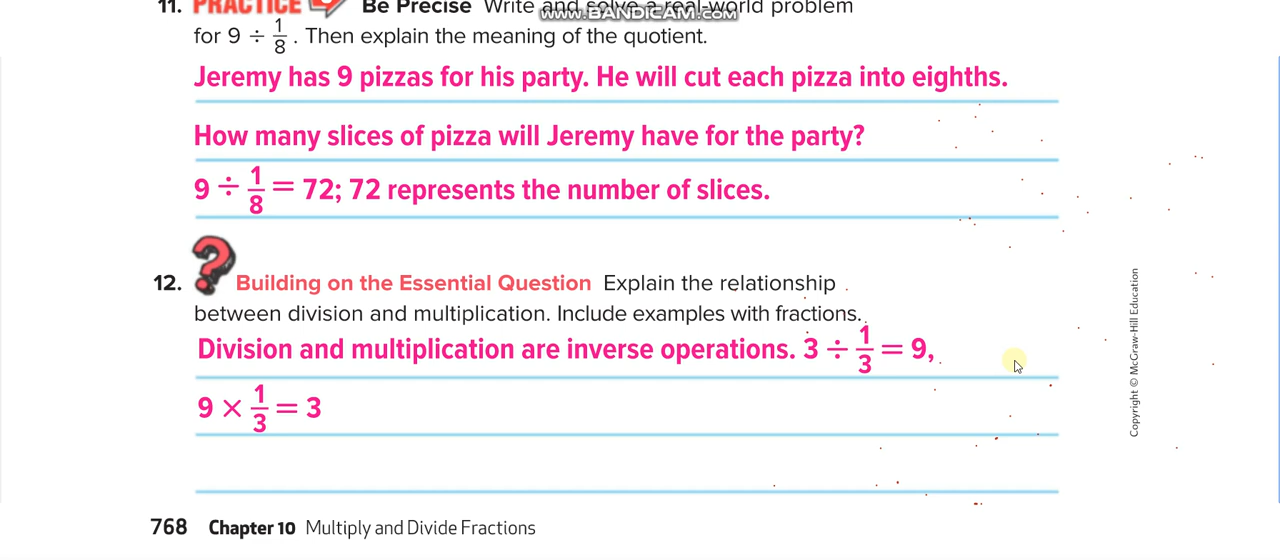 11. PRACTICE Be Precise Write and solve a real-world problem
www.BANDICAM.com
for 9 ÷ 1/8. Then explain the meaning of the quotient.
Jeremy has 9 pizzas for his party. He will cut each pizza into eighths.
How many slices of pizza will Jeremy have for the party?
9 ÷ 1/8 = 72; 72 represents the number of slices.
12. ? Building on the Essential Question Explain the relationship
between division and multiplication. Include examples with fractions.
Division and multiplication are inverse operations. 3 ÷ 1/3 = 9,
9 × 1/3 = 3
Copyright © McGraw-Hill Education
768 Chapter 10 Multiply and Divide Fractions